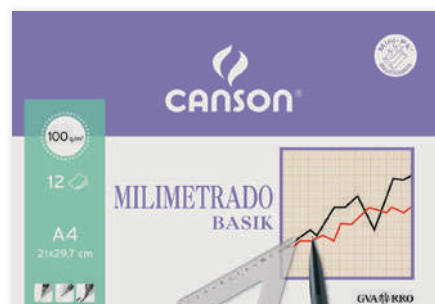 CANSON®
100 g/m²
12
MILIMETRADO
BASIK
A4
21x29,7 cm
GVARRO